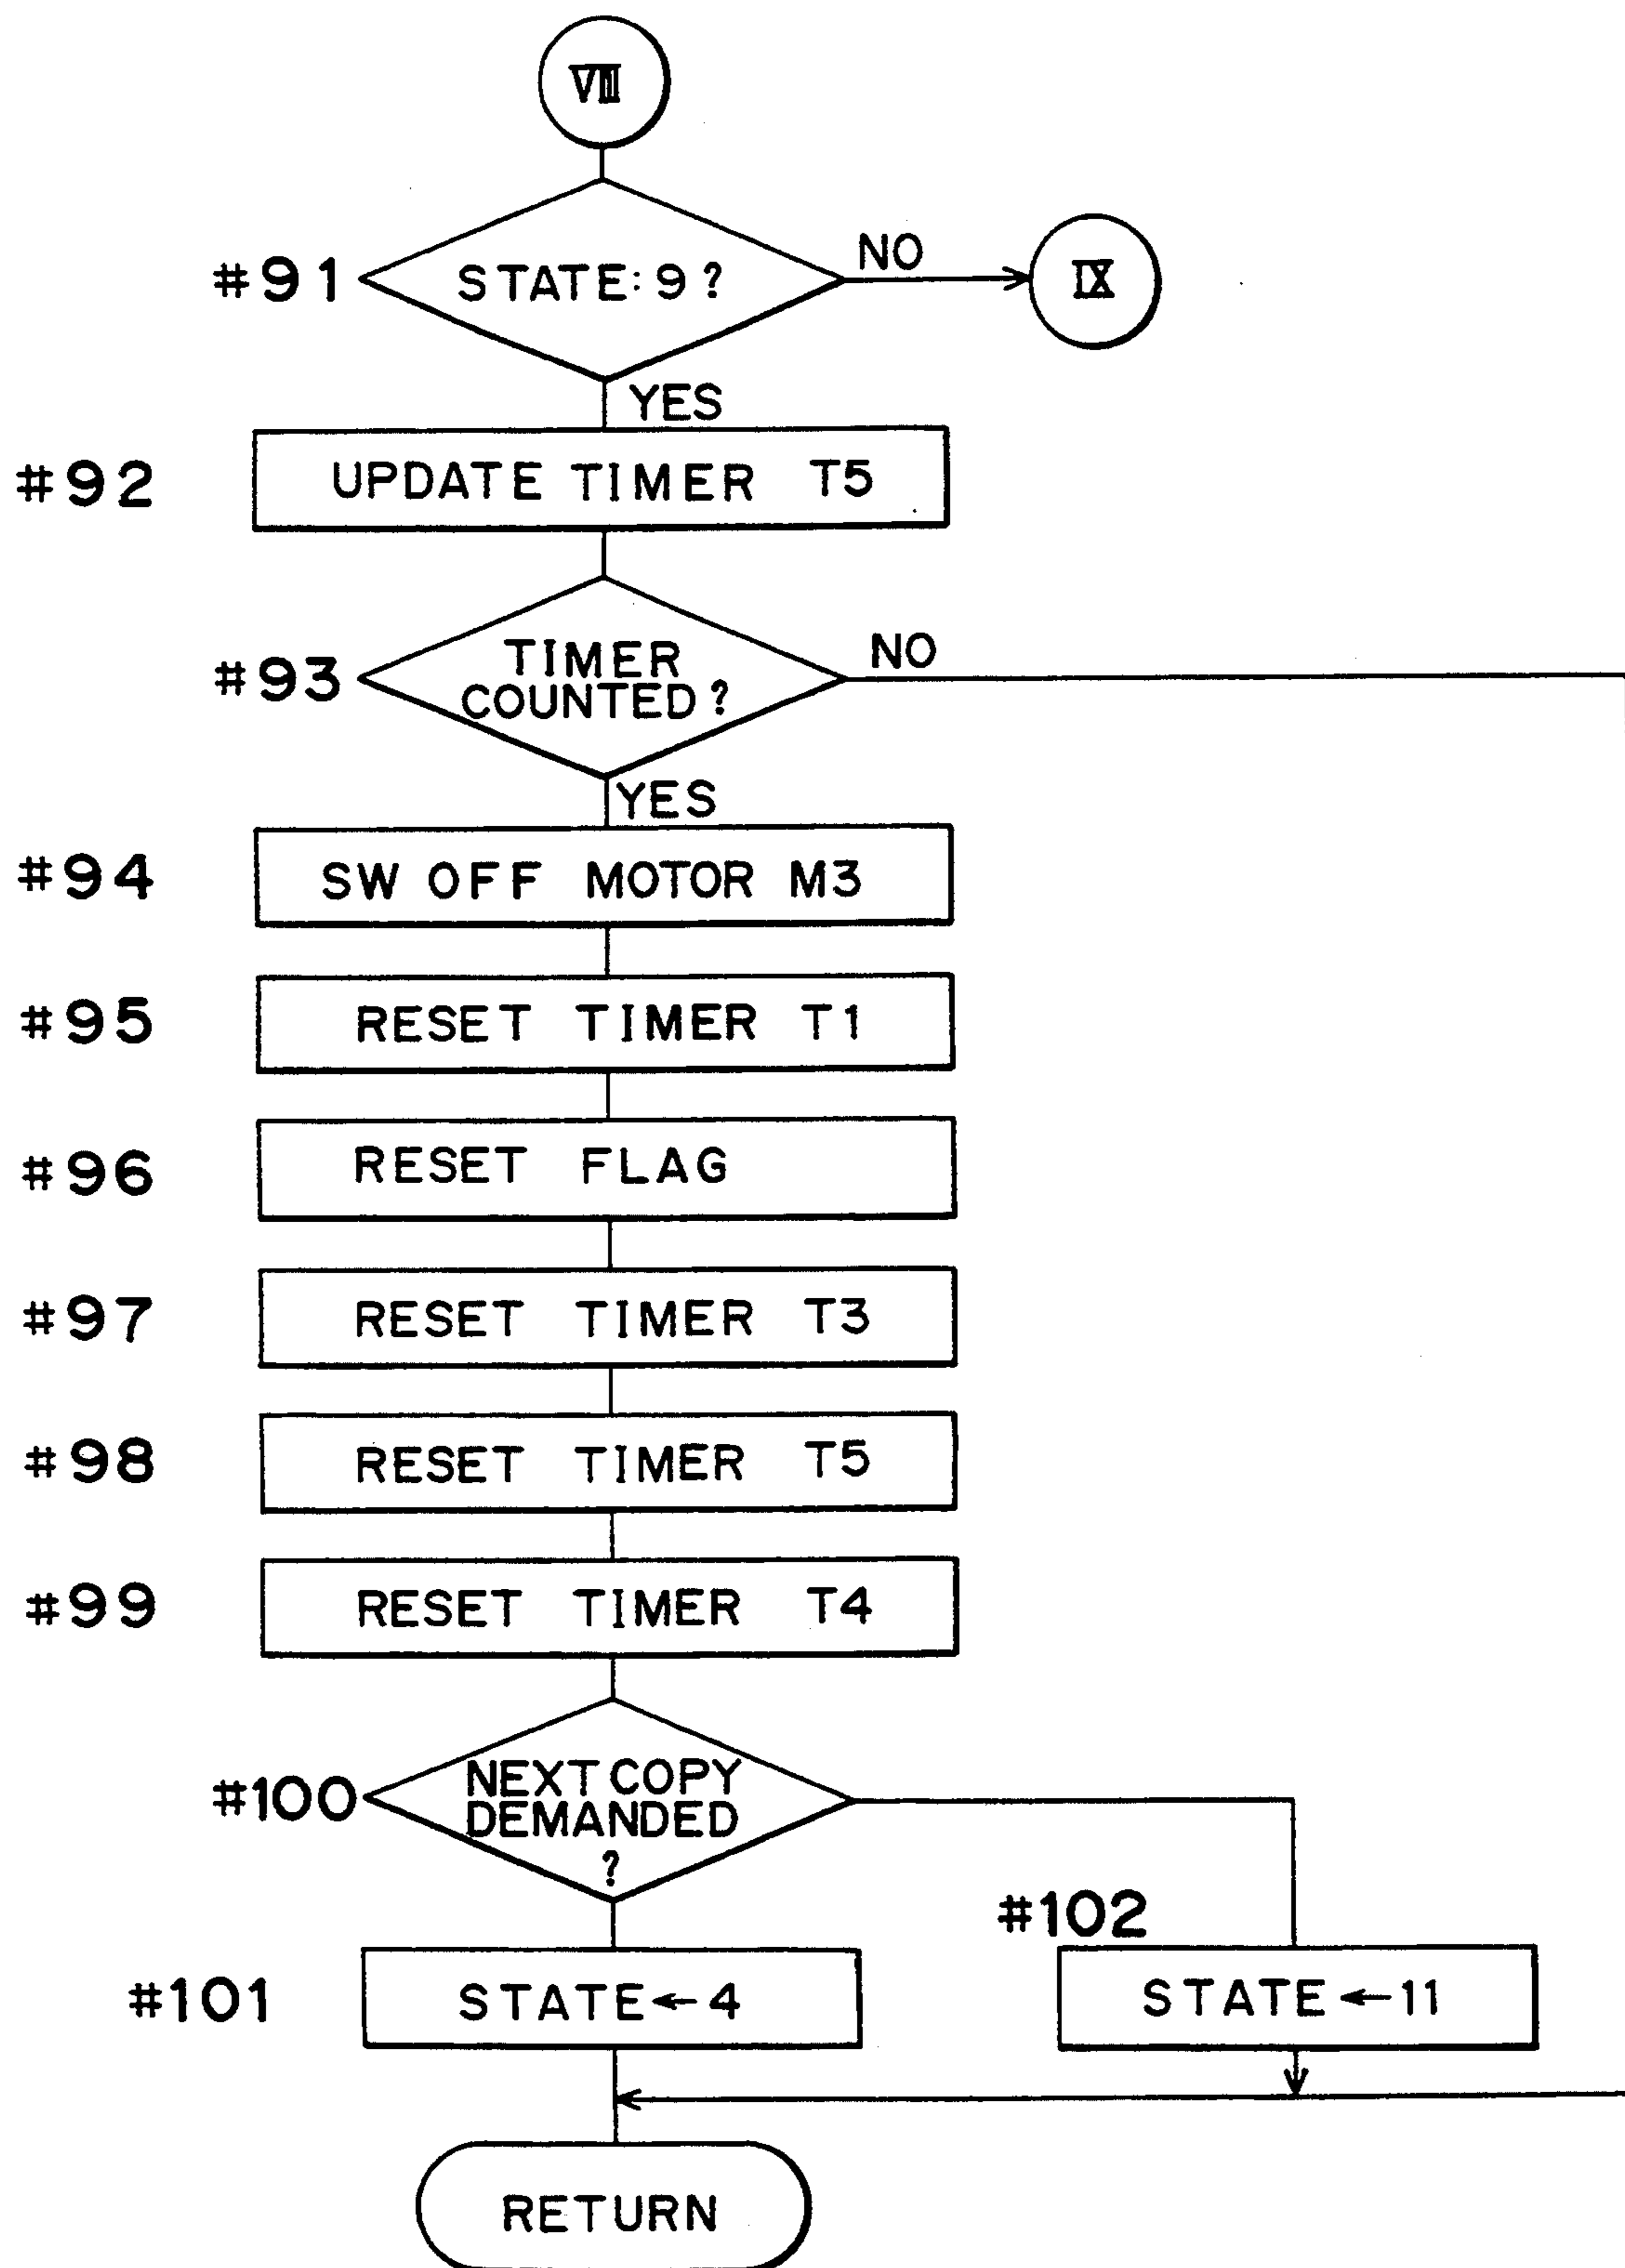 VIII
#91
STATE:9?
NO
IX
YES
#92
UPDATE TIMER T5
#93
TIMER
COUNTED?
NO
YES
#94
SW OFF MOTOR M3
#95
RESET TIMER T1
#96
RESET FLAG
#97
RESET TIMER T3
#98
RESET TIMER T5
#99
RESET TIMER T4
#100
NEXT COPY
DEMANDED
?
#102
#101
STATE←4
STATE←11
RETURN